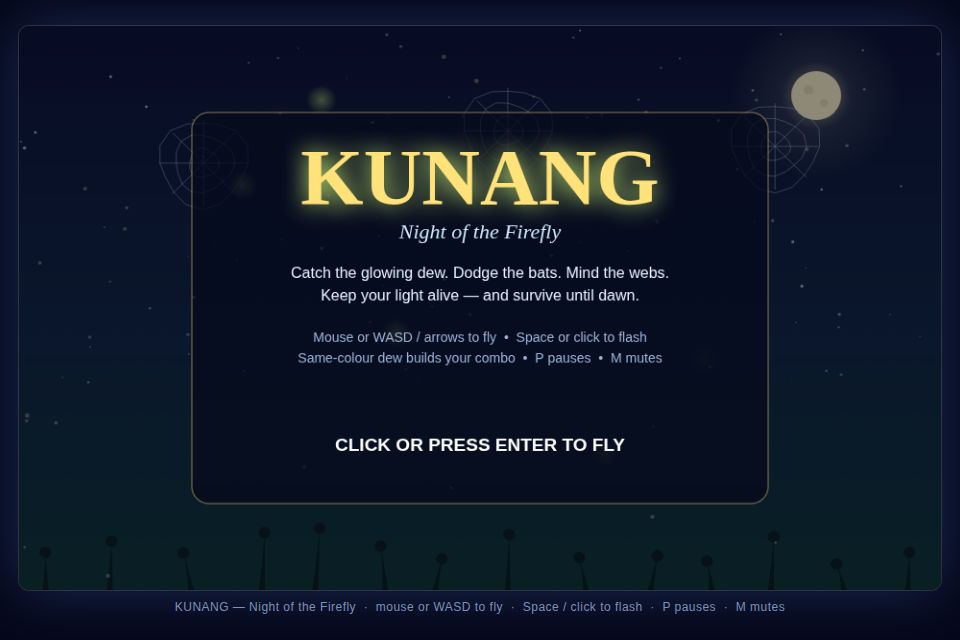 KUNANG
Night of the Firefly
Catch the glowing dew. Dodge the bats. Mind the webs.
Keep your light alive — and survive until dawn.
Mouse or WASD / arrows to fly • Space or click to flash
Same-colour dew builds your combo • P pauses • M mutes
CLICK OR PRESS ENTER TO FLY
KUNANG — Night of the Firefly · mouse or WASD to fly · Space / click to flash · P pauses · M mutes